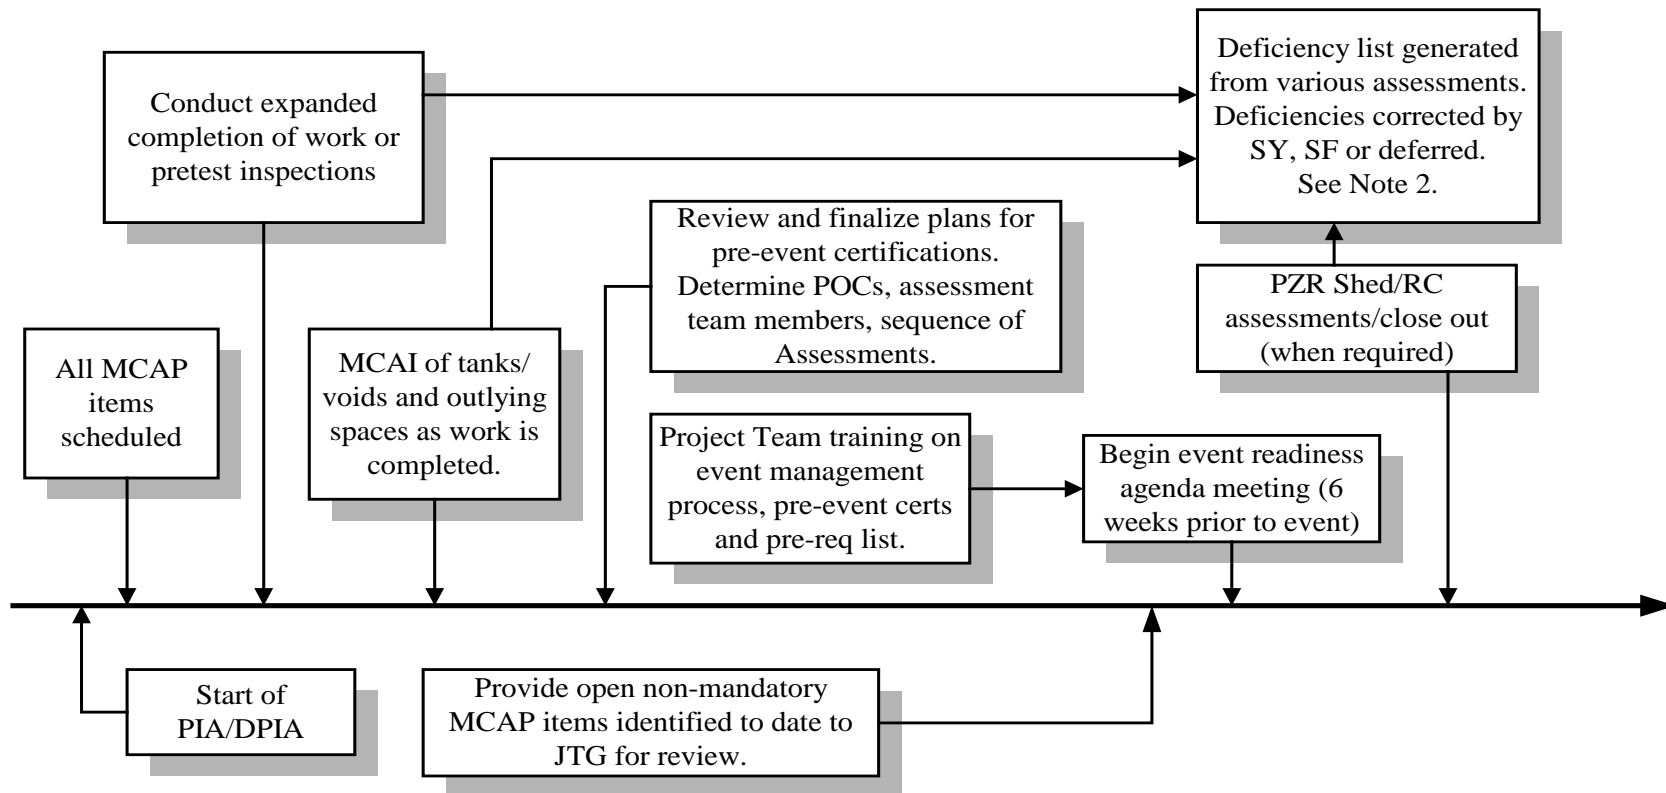 Conduct expanded
completion of work or
pretest inspections
Deficiency list generated
from various assessments.
Deficiencies corrected by
SY, SF or deferred.
See Note 2.
Review and finalize plans for
pre-event certifications.
Determine POCs, assessment
team members, sequence of
Assessments.
PZR Shed/RC
assessments/close out
(when required)
All MCAP
items
scheduled
MCAI of tanks/
voids and outlying
spaces as work is
completed.
Project Team training on
event management
process, pre-event certs
and pre-req list.
Begin event readiness
agenda meeting (6
weeks prior to event)
Start of
PIA/DPIA
Provide open non-mandatory
MCAP items identified to date to
JTG for review.